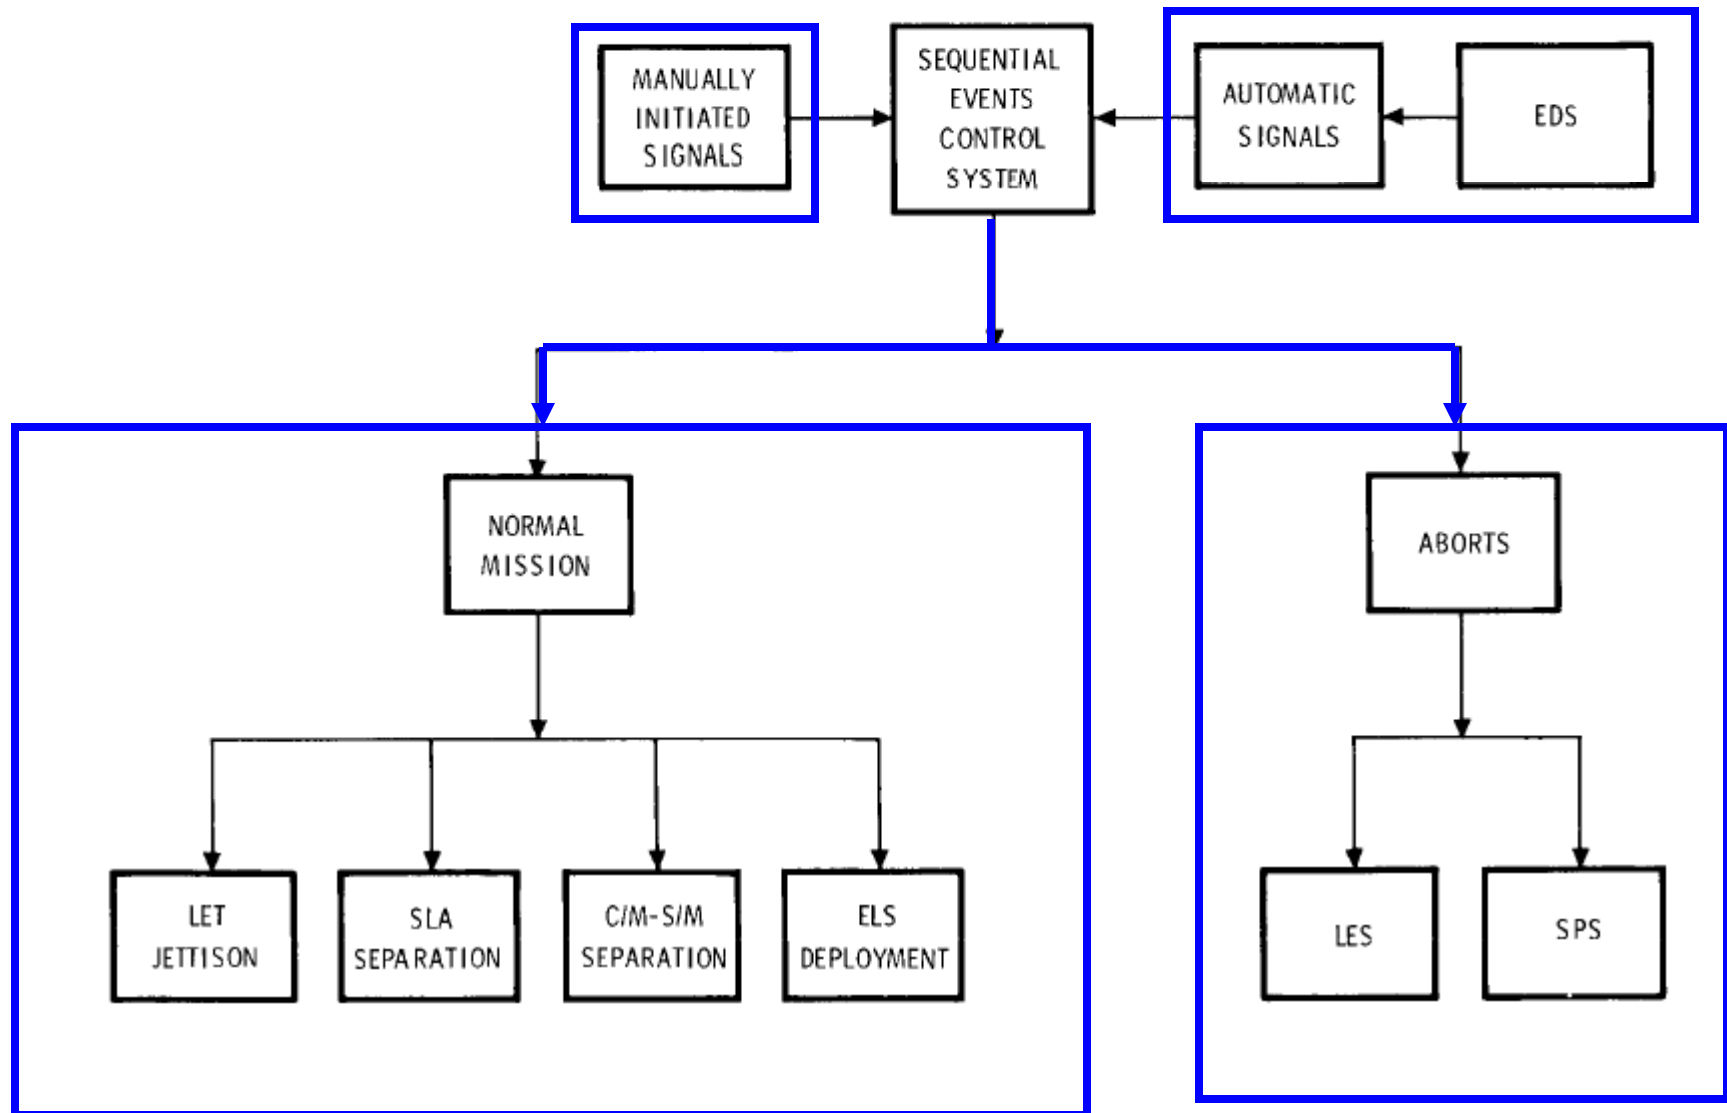 MANUALLY
INITIATED
SIGNALS
SEQUENTIAL
EVENTS
CONTROL
SYSTEM
AUTOMATIC
SIGNALS
EDS
NORMAL
MISSION
ABORTS
LET
JETTISON
SLA
SEPARATION
C/M-S/M
SEPARATION
ELS
DEPLOYMENT
LES
SPS